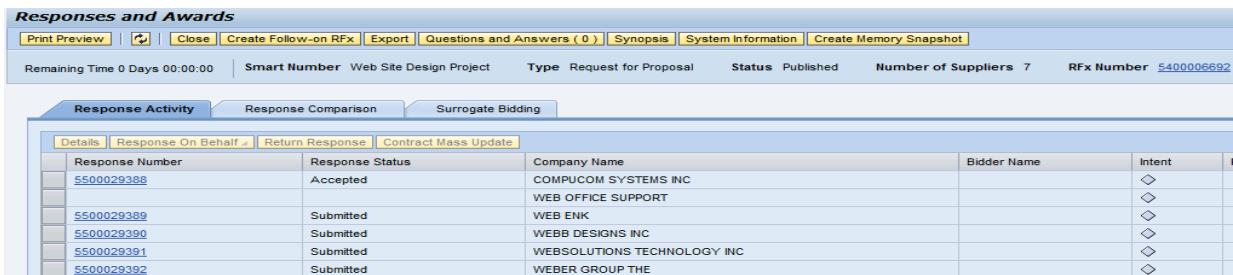 Responses and Awards
Print Preview Close Create Follow-on RFx Export Questions and Answers ( 0 ) Synopsis System Information Create Memory Snapshot
Remaining Time 0 Days 00:00:00 Smart Number Web Site Design Project Type Request for Proposal Status Published Number of Suppliers 7 RFx Number 5400006692
Response Activity Response Comparison Surrogate Bidding
Details Response On Behalf Return Response Contract Mass Update
Response Number Response Status Company Name Bidder Name Intent
5500029388 Accepted COMPUCOM SYSTEMS INC
WEB OFFICE SUPPORT
5500029389 Submitted WEB ENK
5500029390 Submitted WEBB DESIGNS INC
5500029391 Submitted WEBSOLUTIONS TECHNOLOGY INC
5500029392 Submitted WEBER GROUP THE